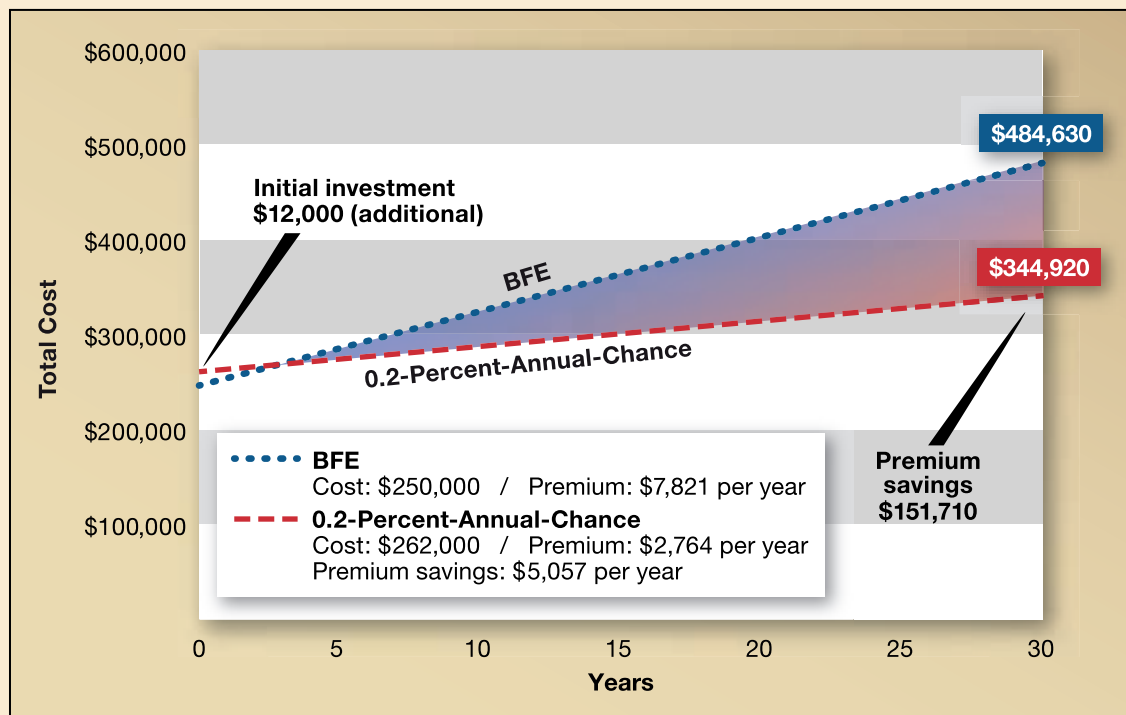 $600,000
$500,000
$400,000
$300,000
$200,000
$100,000
Total Cost
Initial investment
$12,000 (additional)
BFE
0.2-Percent-Annual-Chance
$484,630
$344,920
Premium
savings
$151,710
BFE
Cost: $250,000 / Premium: $7,821 per year
0.2-Percent-Annual-Chance
Cost: $262,000 / Premium: $2,764 per year
Premium savings: $5,057 per year
0 5 10 15 20 25 30
Years